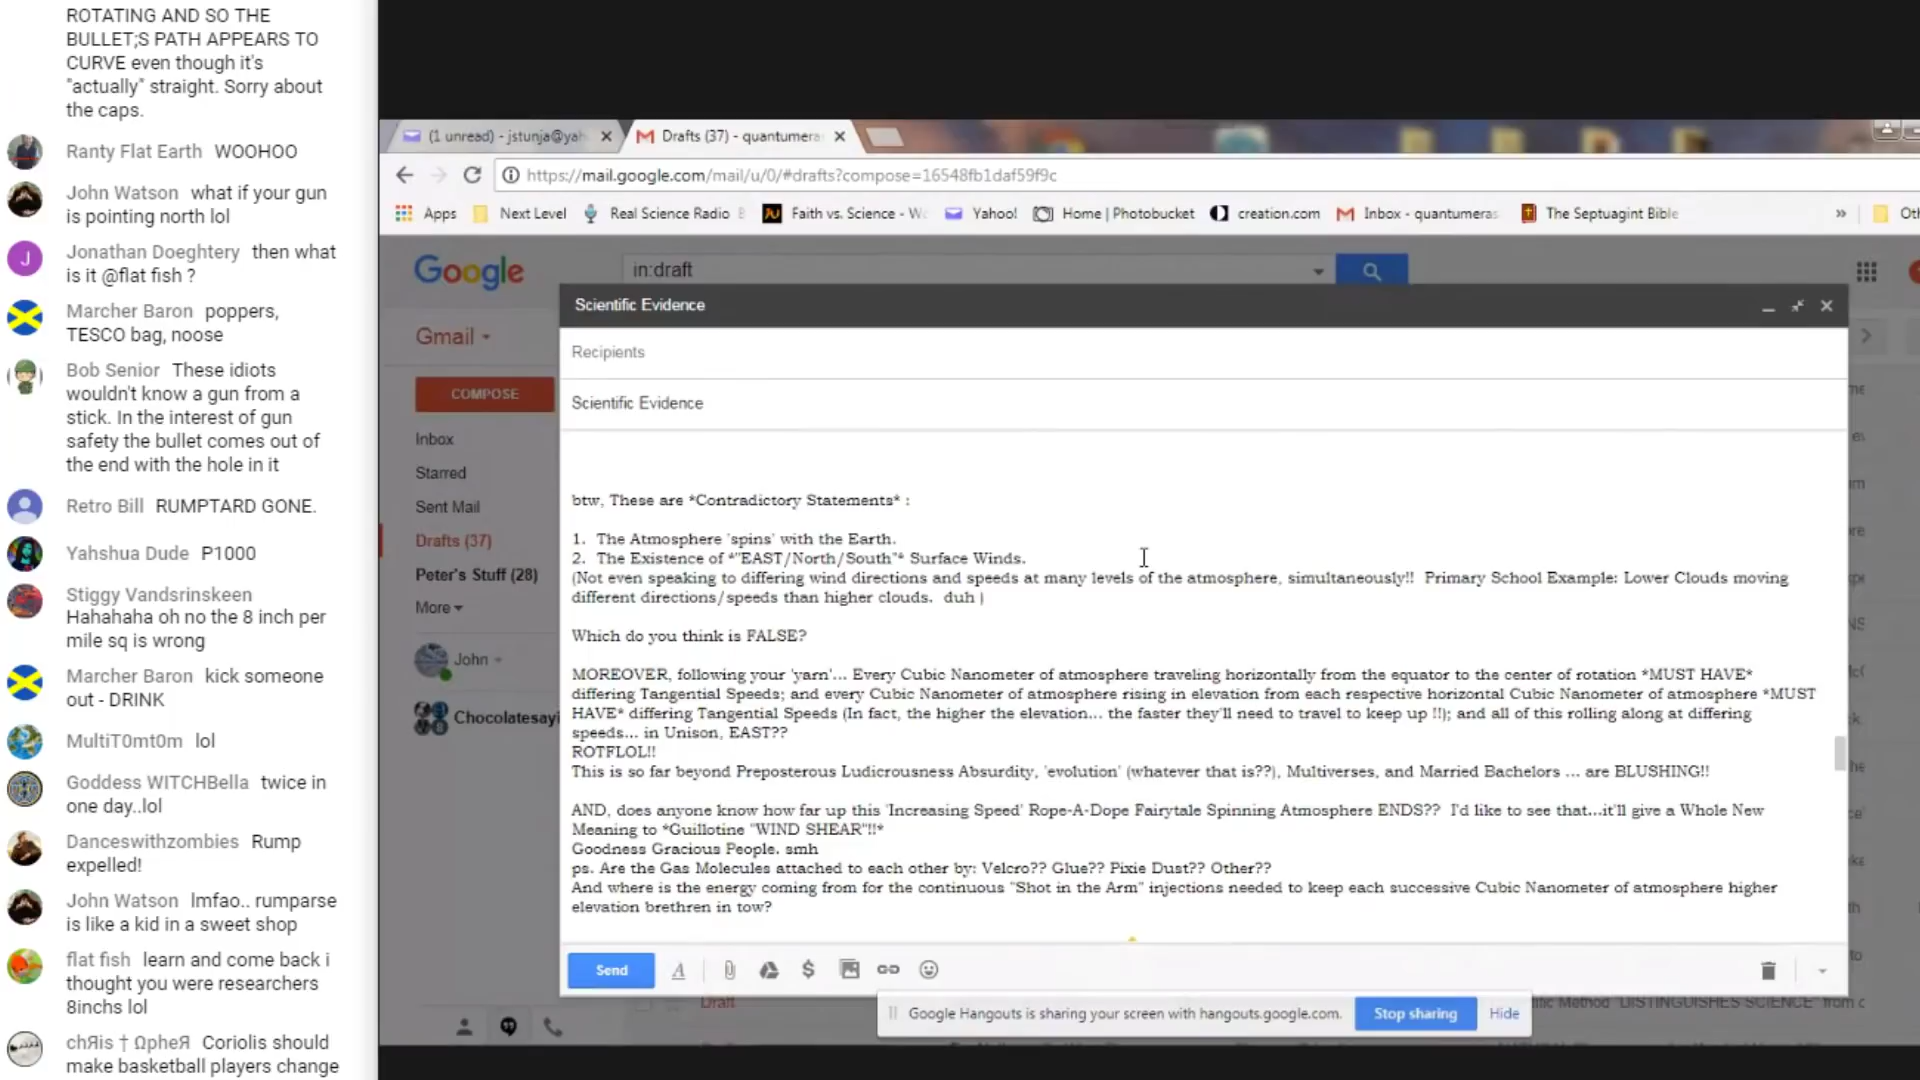 ROTATING AND SO THE
BULLET;S PATH APPEARS TO
CURVE even though it's
"actually" straight. Sorry about
the caps.
Ranty Flat Earth WOOHOO
John Watson what if your gun
is pointing north lol
J
Jonathan Doeghtery then what
is it @flat fish ?
Marcher Baron poppers,
TESCO bag, noose
Bob Senior These idiots
wouldn't know a gun from a
stick. In the interest of gun
safety the bullet comes out of
the end with the hole in it
Retro Bill RUMPTARD GONE.
Yahshua Dude P1000
Stiggy Vandsrinskeen
Hahahaha oh no the 8 inch per
mile sq is wrong
Marcher Baron kick someone
out - DRINK
MultiT0mt0m lol
Goddess WITCHBella twice in
one day..lol
Danceswithzombies Rump
expelled!
John Watson lmfao.. rumparse
is like a kid in a sweet shop
flat fish learn and come back i
thought you were researchers
8inchs lol
chЯis † ΩpheЯ Coriolis should
make basketball players change
(1 unread) - jstunja@yah
Drafts (37) - quantumera
https://mail.google.com/mail/u/0/#drafts?compose=16548fb1daf59f9c
Apps
Next Level
Real Science Radio
Faith vs. Science - W
Yahoo!
Home | Photobucket
creation.com
Inbox - quantumeras
The Septuagint Bible
»
Ot
Google
in:draft
Gmail
COMPOSE
Inbox
Starred
Sent Mail
Drafts (37)
Peter's Stuff (28)
More
John
Chocolatesayi
Scientific Evidence
Recipients
Scientific Evidence
btw, These are *Contradictory Statements* :
1. The Atmosphere 'spins' with the Earth.
2. The Existence of *"EAST/North/South"* Surface Winds.
(Not even speaking to differing wind directions and speeds at many levels of the atmosphere, simultaneously!! Primary School Example: Lower Clouds moving
different directions/speeds than higher clouds. duh )
Which do you think is FALSE?
MOREOVER, following your 'yarn'... Every Cubic Nanometer of atmosphere traveling horizontally from the equator to the center of rotation *MUST HAVE*
differing Tangential Speeds; and every Cubic Nanometer of atmosphere rising in elevation from each respective horizontal Cubic Nanometer of atmosphere *MUST
HAVE* differing Tangential Speeds (In fact, the higher the elevation... the faster they'll need to travel to keep up !!); and all of this rolling along at differing
speeds... in Unison, EAST??
ROTFLOL!!
This is so far beyond Preposterous Ludicrousness Absurdity, 'evolution' (whatever that is??), Multiverses, and Married Bachelors ... are BLUSHING!!
AND, does anyone know how far up this 'Increasing Speed' Rope-A-Dope Fairytale Spinning Atmosphere ENDS?? I'd like to see that...it'll give a Whole New
Meaning to *Guillotine "WIND SHEAR"!!*
Goodness Gracious People. smh
ps. Are the Gas Molecules attached to each other by: Velcro?? Glue?? Pixie Dust?? Other??
And where is the energy coming from for the continuous "Shot in the Arm" injections needed to keep each successive Cubic Nanometer of atmosphere higher
elevation brethren in tow?
Send
Draft
Google Hangouts is sharing your screen with hangouts.google.com.
Stop sharing
Hide
Method "DISTINGUISHES SCIENCE" from